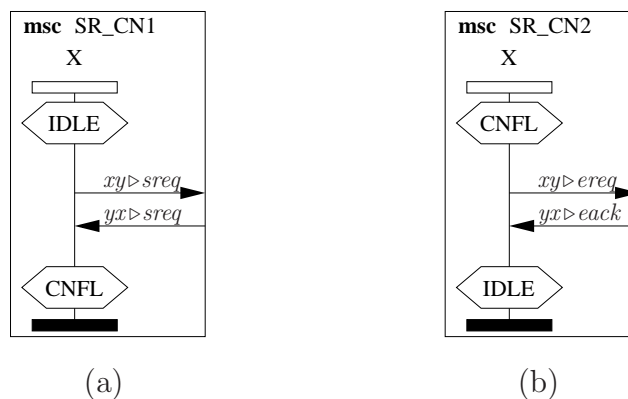 msc SR_CN1
X
IDLE
xy▷sreq
yx▷sreq
CNFL
(a)
msc SR_CN2
X
CNFL
xy▷ereq
yx▷eack
IDLE
(b)